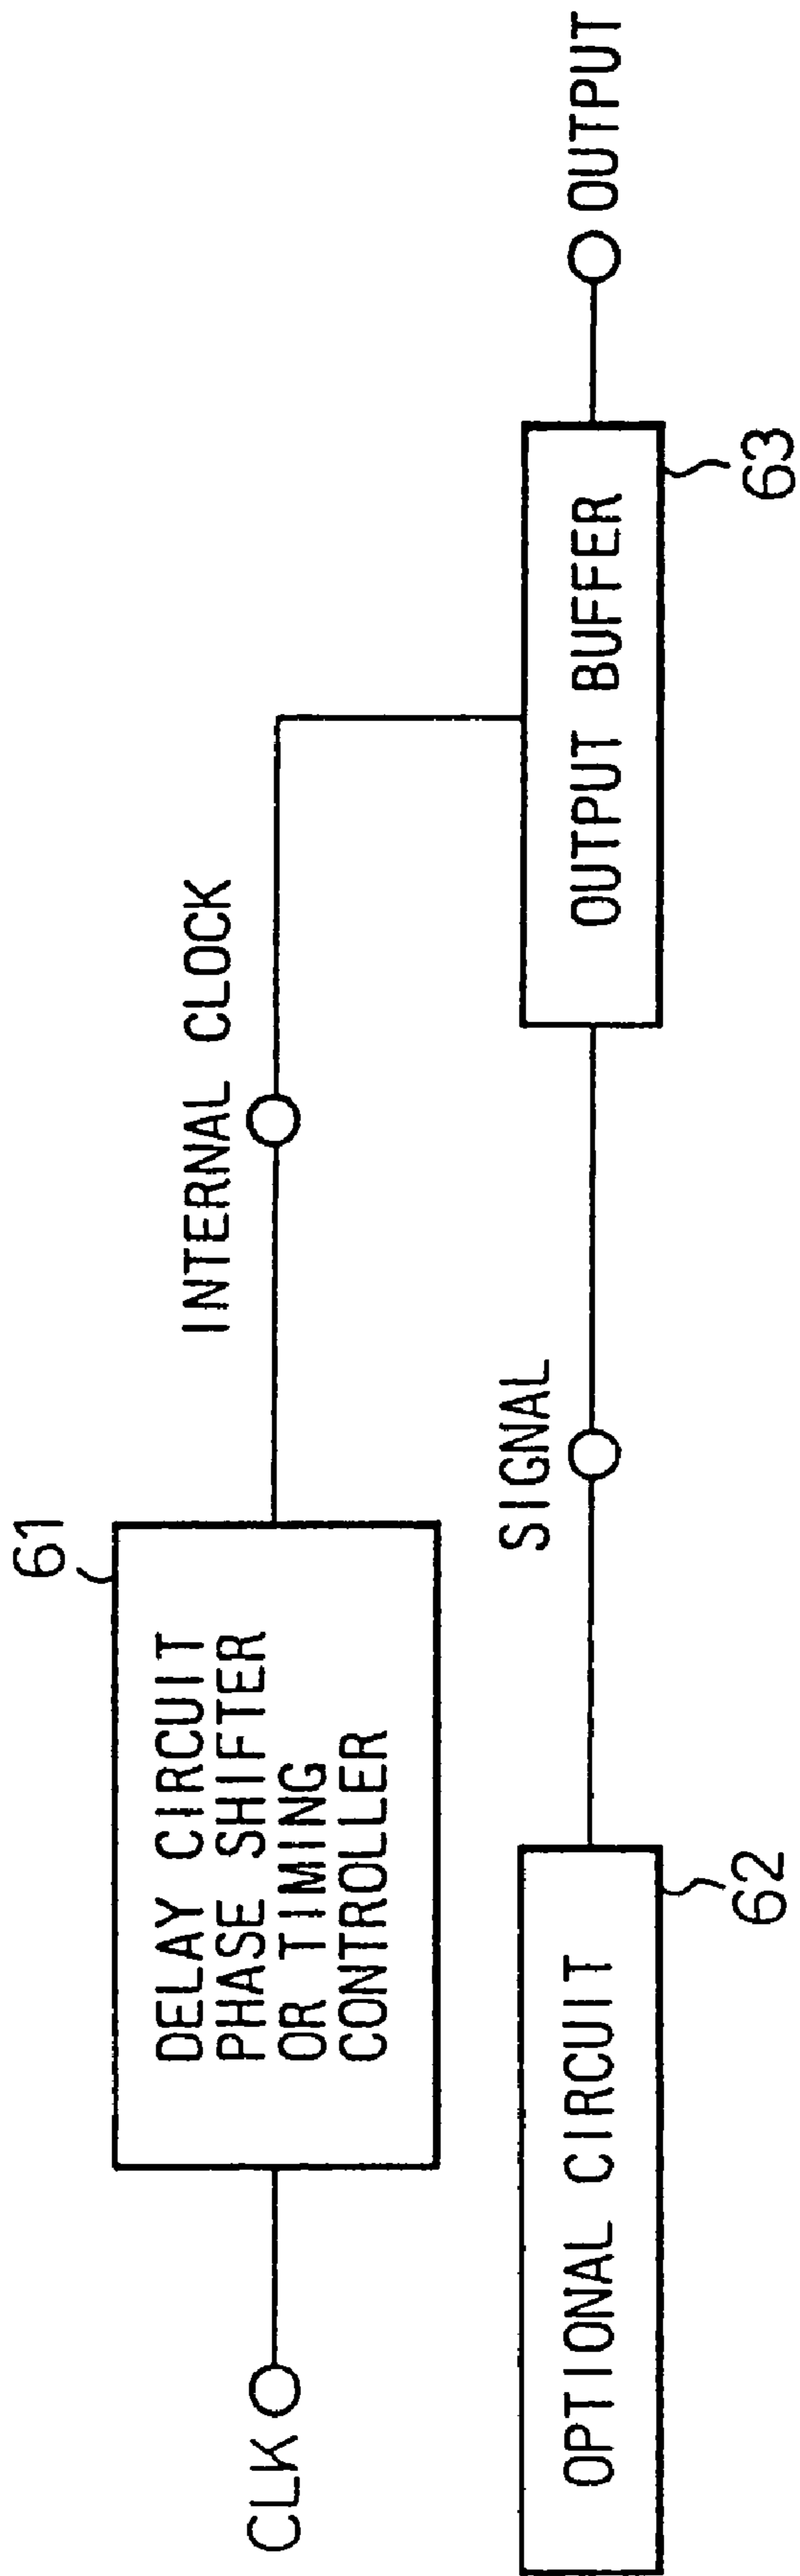 61
CLK
DELAY CIRCUIT
PHASE SHIFTER
OR TIMING
CONTROLLER
INTERNAL CLOCK
OPTIONAL CIRCUIT
62
SIGNAL
OUTPUT BUFFER
63
OUTPUT